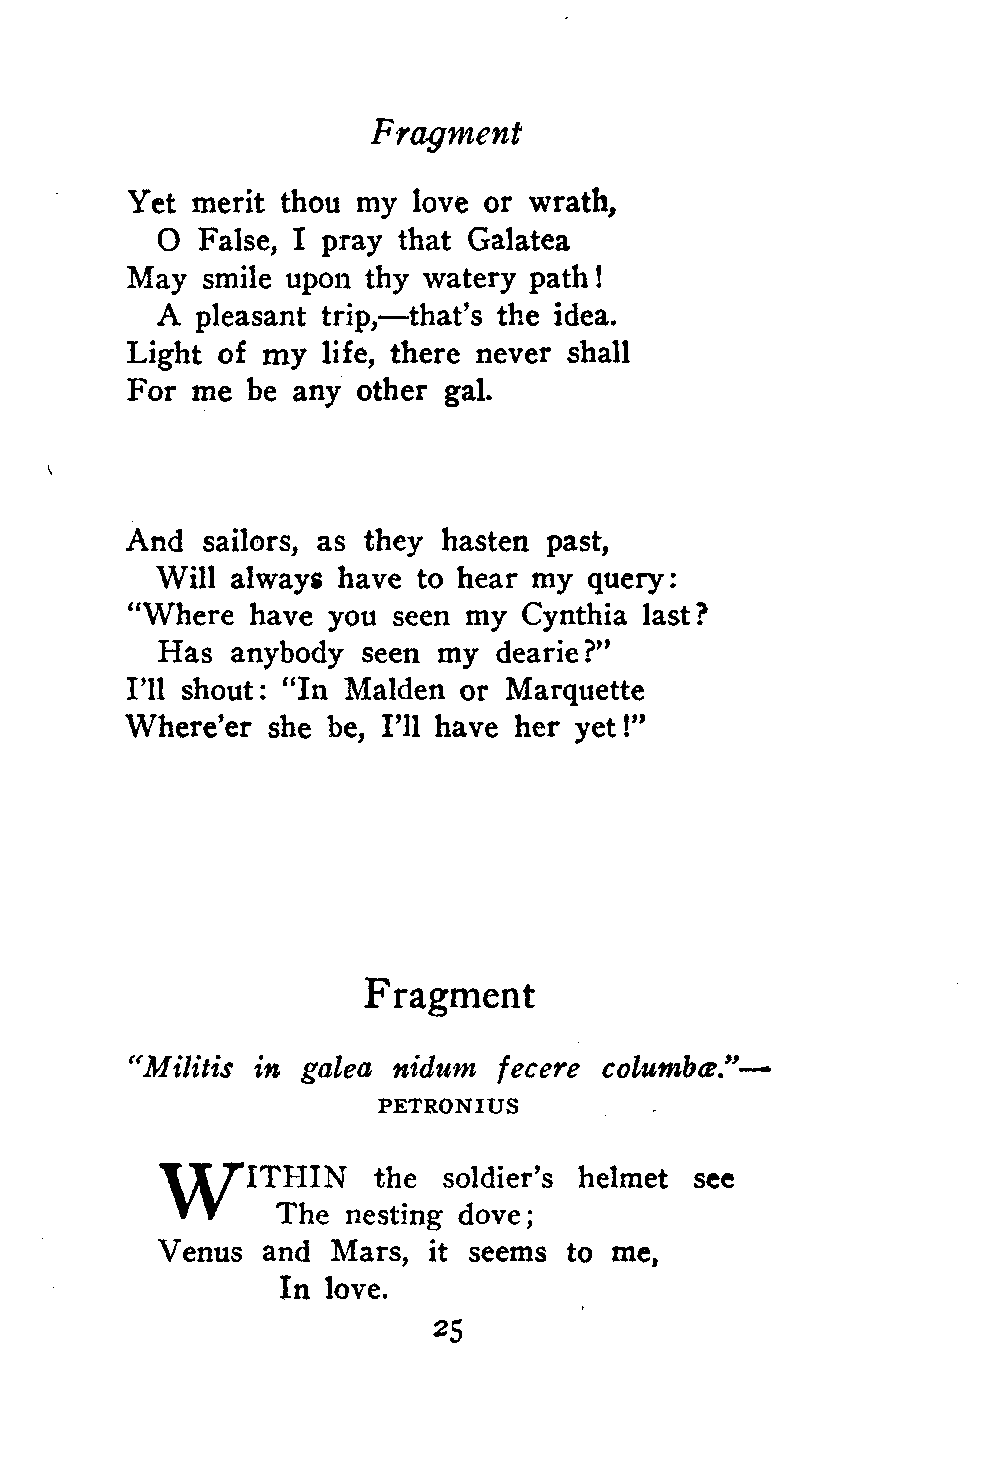 Fragment
Yet merit thou my love or wrath,
O False, I pray that Galatea
May smile upon thy watery path!
A pleasant trip,—that's the idea.
Light of my life, there never shall
For me be any other gal.
And sailors, as they hasten past,
Will always have to hear my query:
“Where have you seen my Cynthia last?
Has anybody seen my dearie?”
I'll shout: “In Malden or Marquette
Where'er she be, I'll have her yet!”
Fragment
“Militis in galea nidum fecere columbæ.”—
PETRONIUS
WITHIN the soldier's helmet see
The nesting dove;
Venus and Mars, it seems to me,
In love.
25